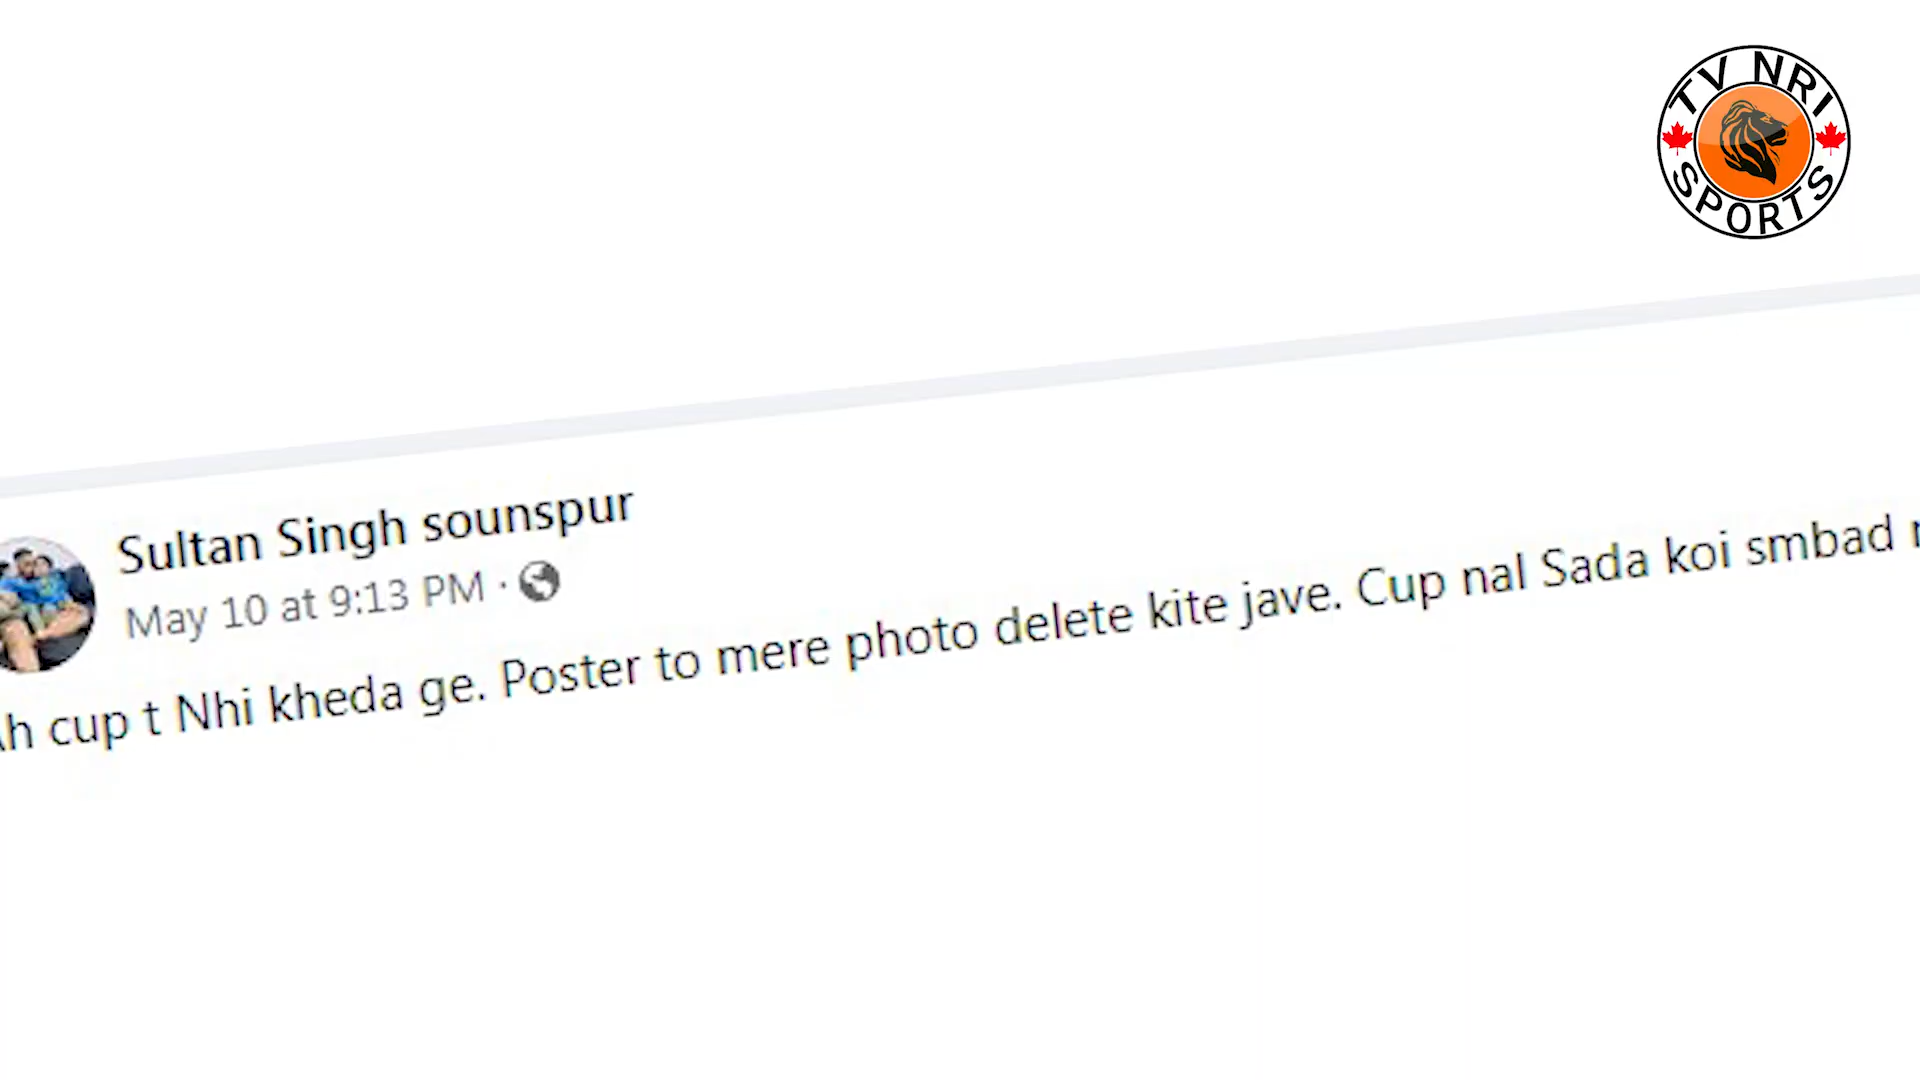 TV NRI
SPORTS
Sultan Singh sounspur
May 10 at 9:13 PM ·
cup t Nhi kheda ge. Poster to mere photo delete kite jave. Cup nal Sada koi smbad